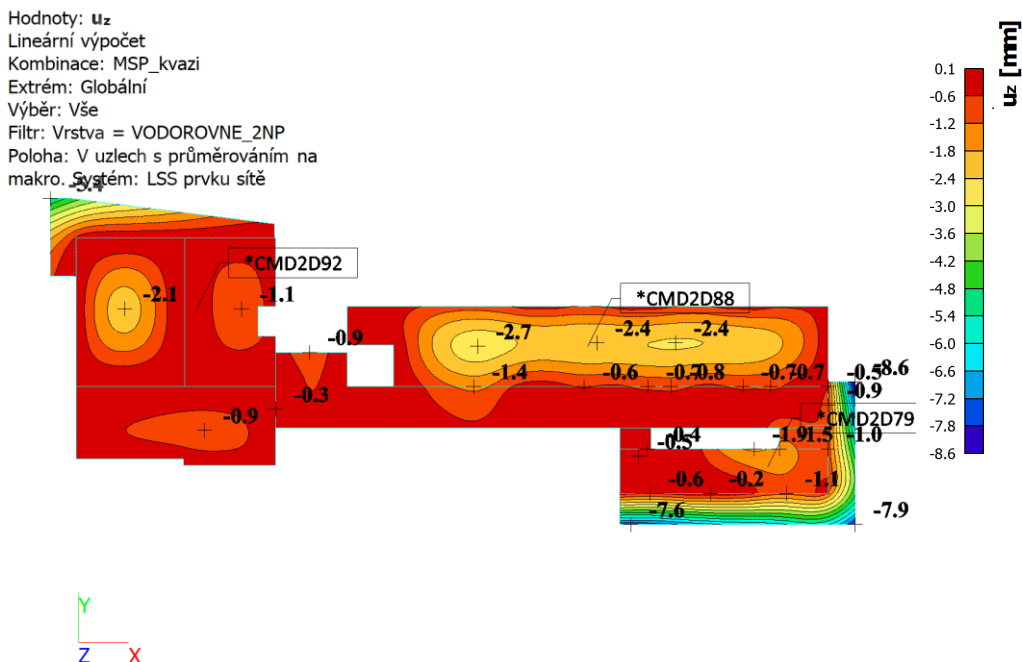 Hodnoty: uz
Lineární výpočet
Kombinace: MSP_kvazi
Extrém: Globální
Výběr: Vše
Filtr: Vrstva = VODOROVNE_2NP
Poloha: V uzlech s průměrováním na
makro. Systém: LSS prvku sítě
-5.4
uz [mm]
0.1
-0.6
-1.2
-1.8
-2.4
-3.0
-3.6
-4.2
-4.8
-5.4
-6.0
-6.6
-7.2
-7.8
-8.6
*CMD2D92
-2.1
-1.1
*CMD2D88
-0.9
-2.7
-2.4
-2.4
-1.4
-0.6
-0.7
-0.8
-0.7
-0.7
-0.5
-8.6
-0.3
-0.9
-0.9
*CMD2D79
-0.4
-0.5
-1.9
-1.5
-1.0
-0.6
-0.2
-1.1
-7.6
-7.9
Y
Z
X